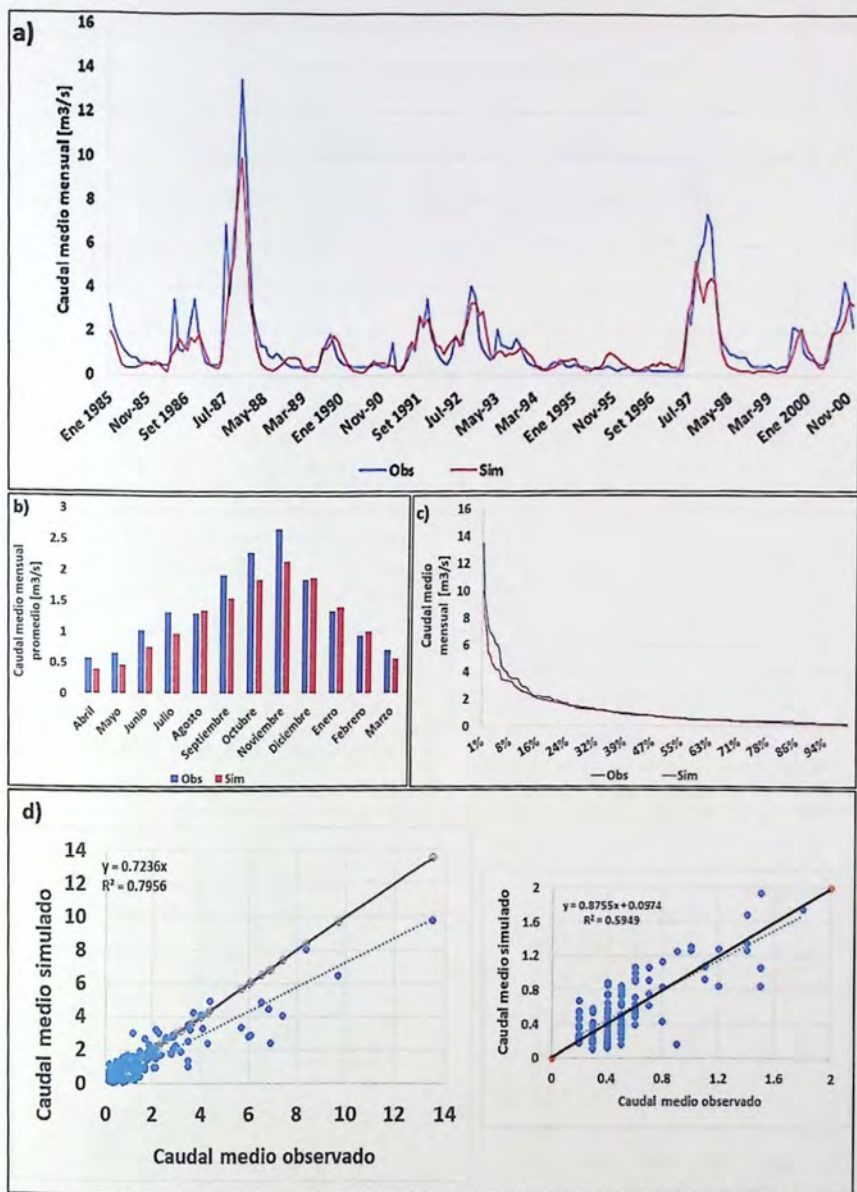 a)
Caudal medio mensual [m3/s]
16
14
12
10
8
6
4
2
0
Ene 1985
Nov-85
Set 1986
Jul-87
May-88
Mar-89
Ene 1990
Nov-90
Set 1991
Jul-92
May-93
Mar-94
Ene 1995
Nov-95
Set 1996
Jul-97
May-98
Mar-99
Ene 2000
Nov-00
Obs
Sim
b)
Caudal medio mensual
promedio [m3/s]
3
2.5
2
1.5
1
0.5
0
Abril
Mayo
Junio
Julio
Agosto
Septiembre
Octubre
Noviembre
Diciembre
Enero
Febrero
Marzo
Obs
Sim
c)
Caudal medio
mensual [m3/s]
16
14
12
10
8
6
4
2
0
1%
8%
16%
24%
32%
39%
47%
55%
63%
71%
78%
86%
94%
Obs
Sim
d)
Caudal medio simulado
14
12
10
8
6
4
2
0
y = 0.7236x
R² = 0.7956
0
2
4
6
8
10
12
14
Caudal medio observado
Caudal medio simulado
2
1.6
1.2
0.8
0.4
0
y = 0.8755x + 0.0574
R² = 0.5949
0
0.4
0.8
1.2
1.6
2
Caudal medio observado